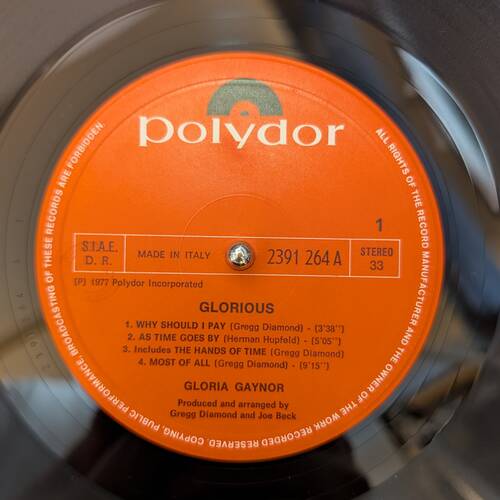 polydor
1
S.I.A.E.
D. R.
MADE IN ITALY
2391 264 A
STEREO
33
[P] 1977 Polydor Incorporated
GLORIOUS
1. WHY SHOULD I PAY (Gregg Diamond) - (3'38'')
2. AS TIME GOES BY (Herman Hupfeld) - (5'05'')
3. Includes THE HANDS OF TIME (Gregg Diamond)
4. MOST OF ALL (Gregg Diamond) - (9'15'')
GLORIA GAYNOR
Produced and arranged by
Gregg Diamond and Joe Beck
ALL RIGHTS OF THE RECORD MANUFACTURER AND THE OWNER OF THE WORK RECORDED RESERVED. COPYING, PUBLIC PERFORMANCE, BROADCASTING OF THESE RECORDS ARE FORBIDDEN